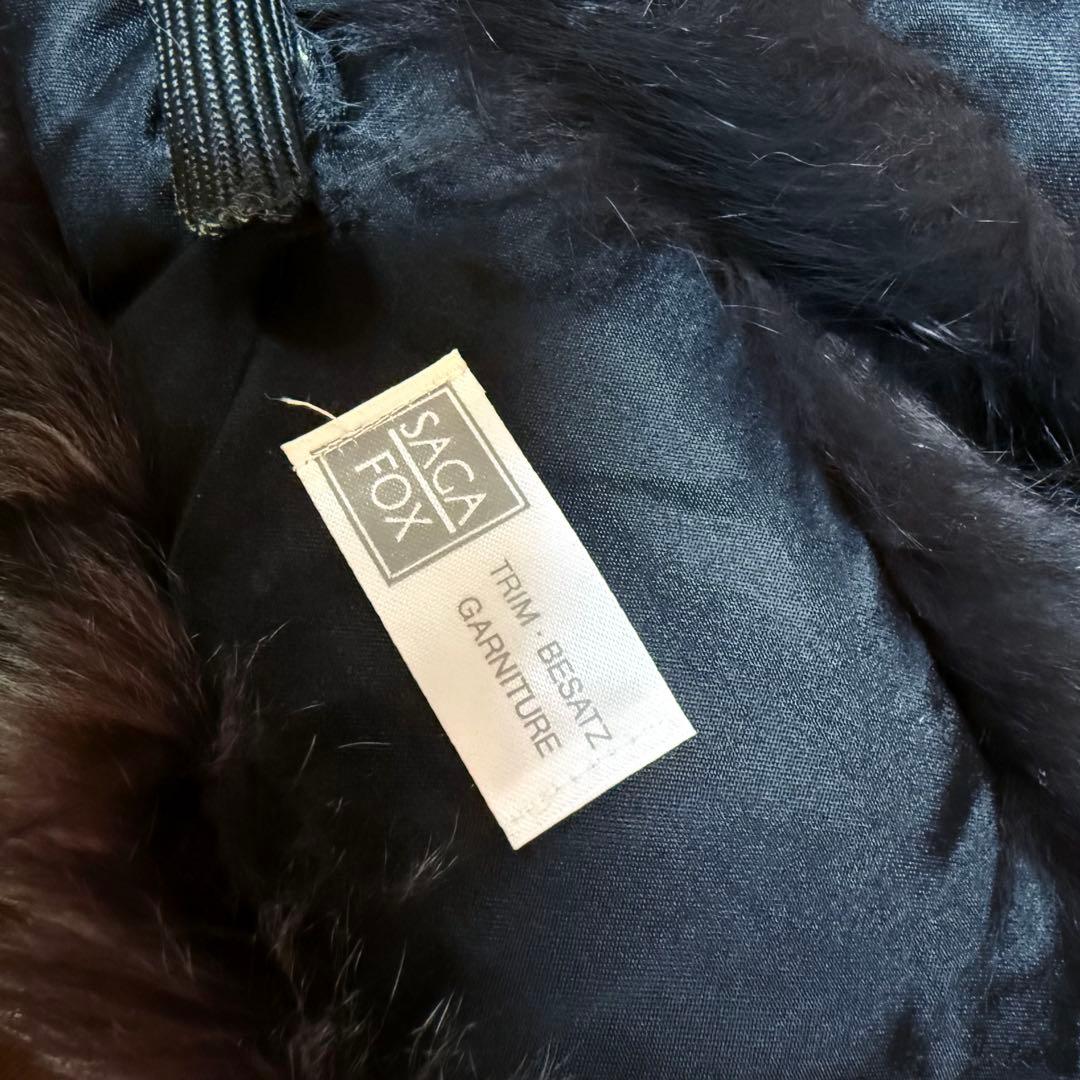 SAGA
FOX
TRIM · BESATZ
GARNITURE